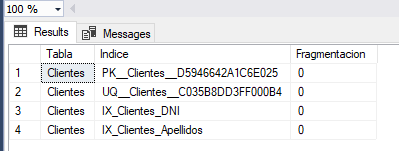 100 %
Results Messages
Tabla Indice Fragmentacion
1 Clientes PK__Clientes__D5946642A1C6E025 0
2 Clientes UQ__Clientes__C035B8DD3FF000B4 0
3 Clientes IX_Clientes_DNI 0
4 Clientes IX_Clientes_Apellidos 0